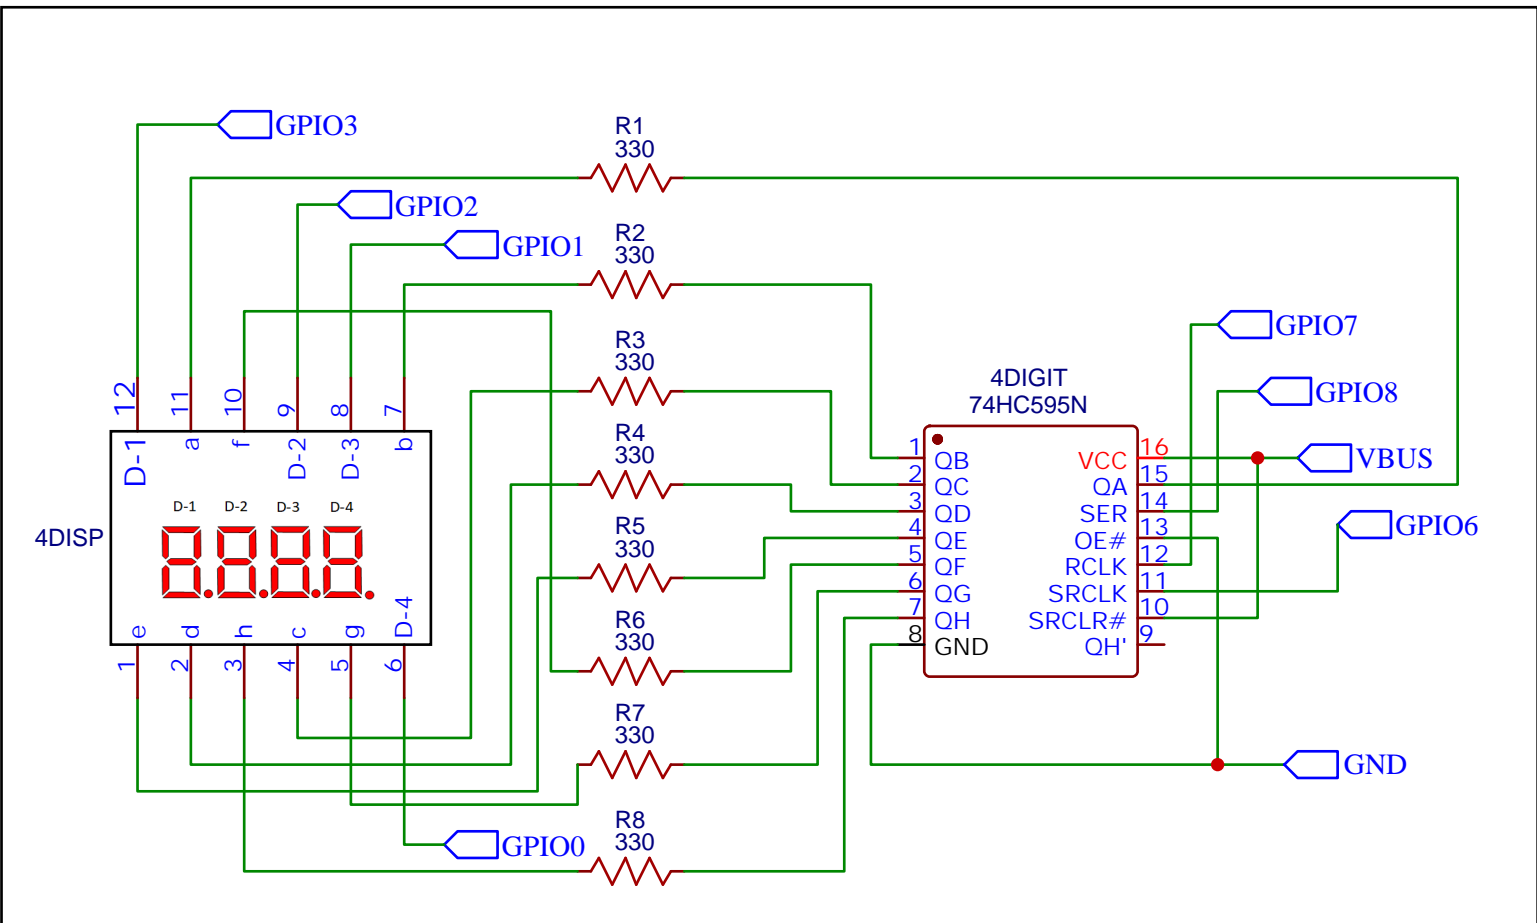 GPIO3
R1
330
GPIO2
GPIO1
R2
330
GPIO7
R3
330
4DIGIT
74HC595N
GPIO8
12
11
10
9
8
7
D-1
a
f
D-2
D-3
b
R4
330
1
QB
VCC
16
VBUS
2
QC
QA
15
D-1 D-2 D-3 D-4
3
QD
SER
14
4DISP
R5
330
4
QE
OE#
13
GPIO6
5
QF
RCLK
12
6
QG
SRCLK
11
7
QH
SRCLR#
10
8
GND
QH'
9
e
d
h
c
g
D-4
R6
330
1
2
3
4
5
6
R7
330
GND
R8
330
GPIO0